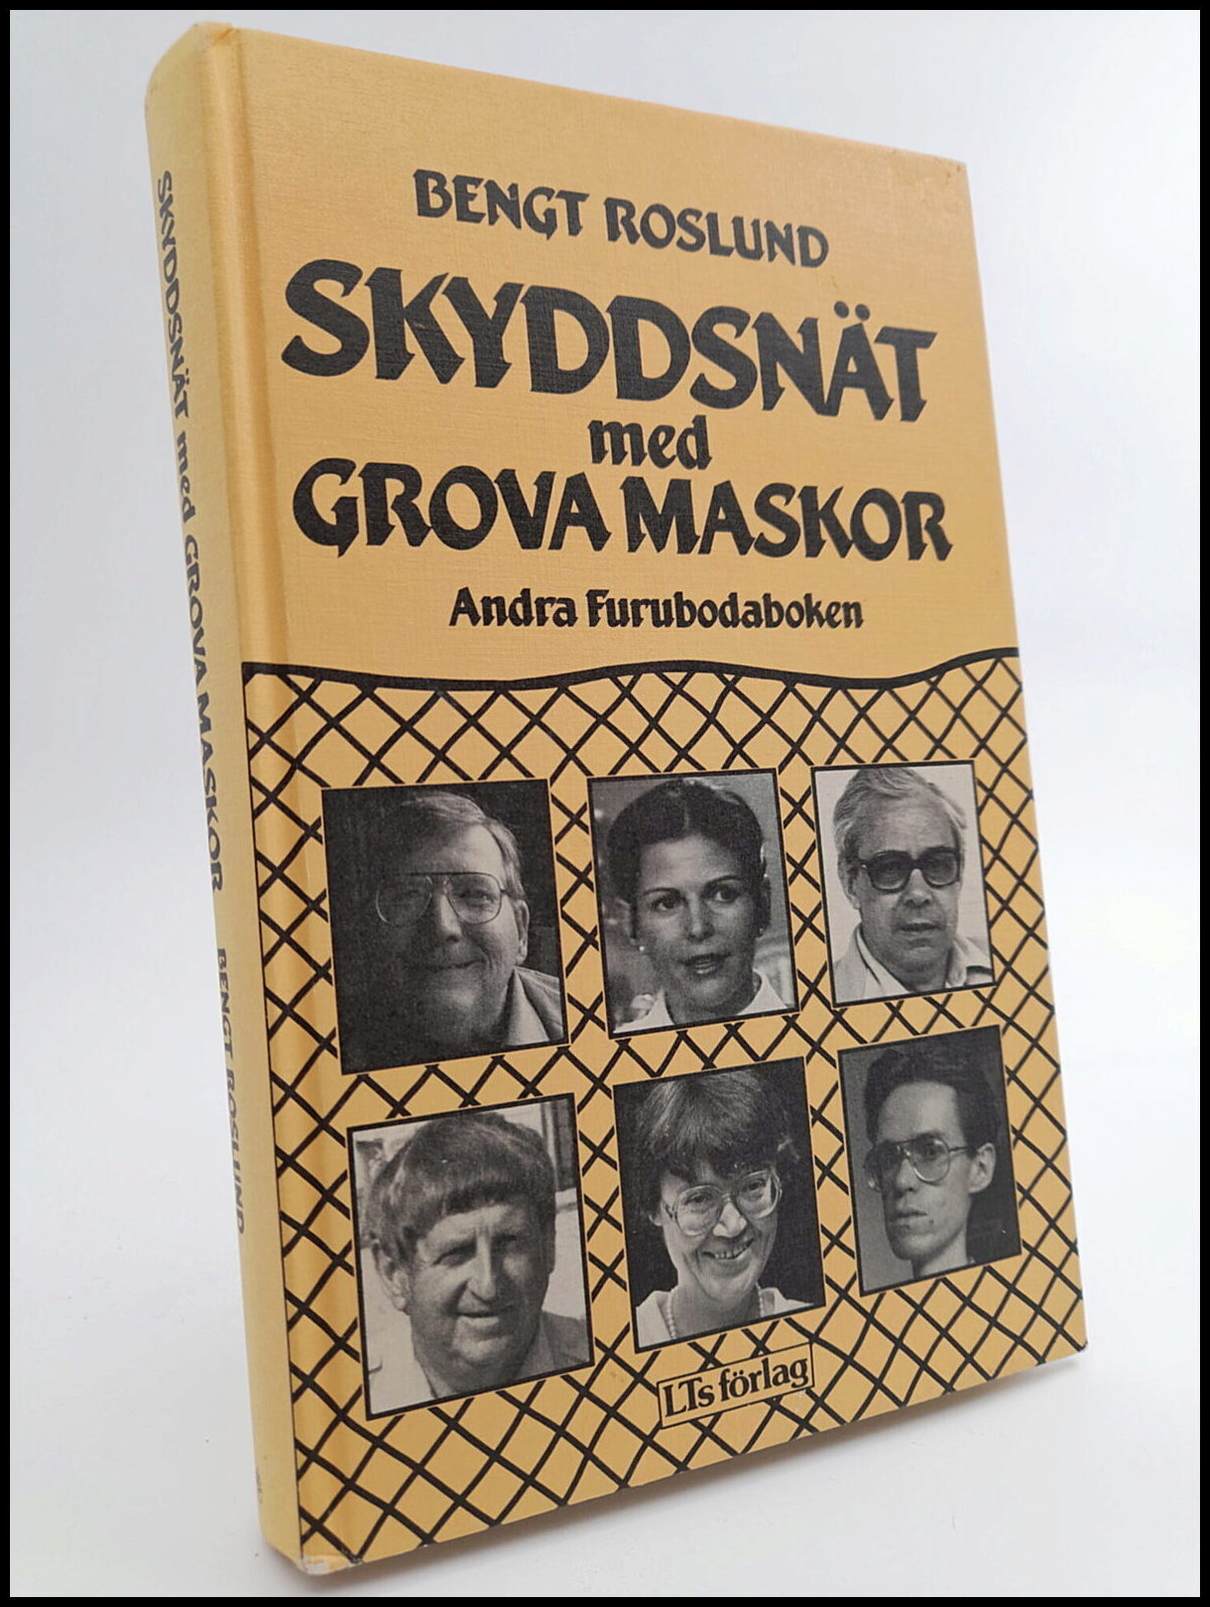 BENGT ROSLUND
SKYDDSNÄT
med
GROVA MASKOR
Andra Furubodaboken
LTs förlag
SKYDDSNÄT med GROVA MASKOR BENGT ROSLUND